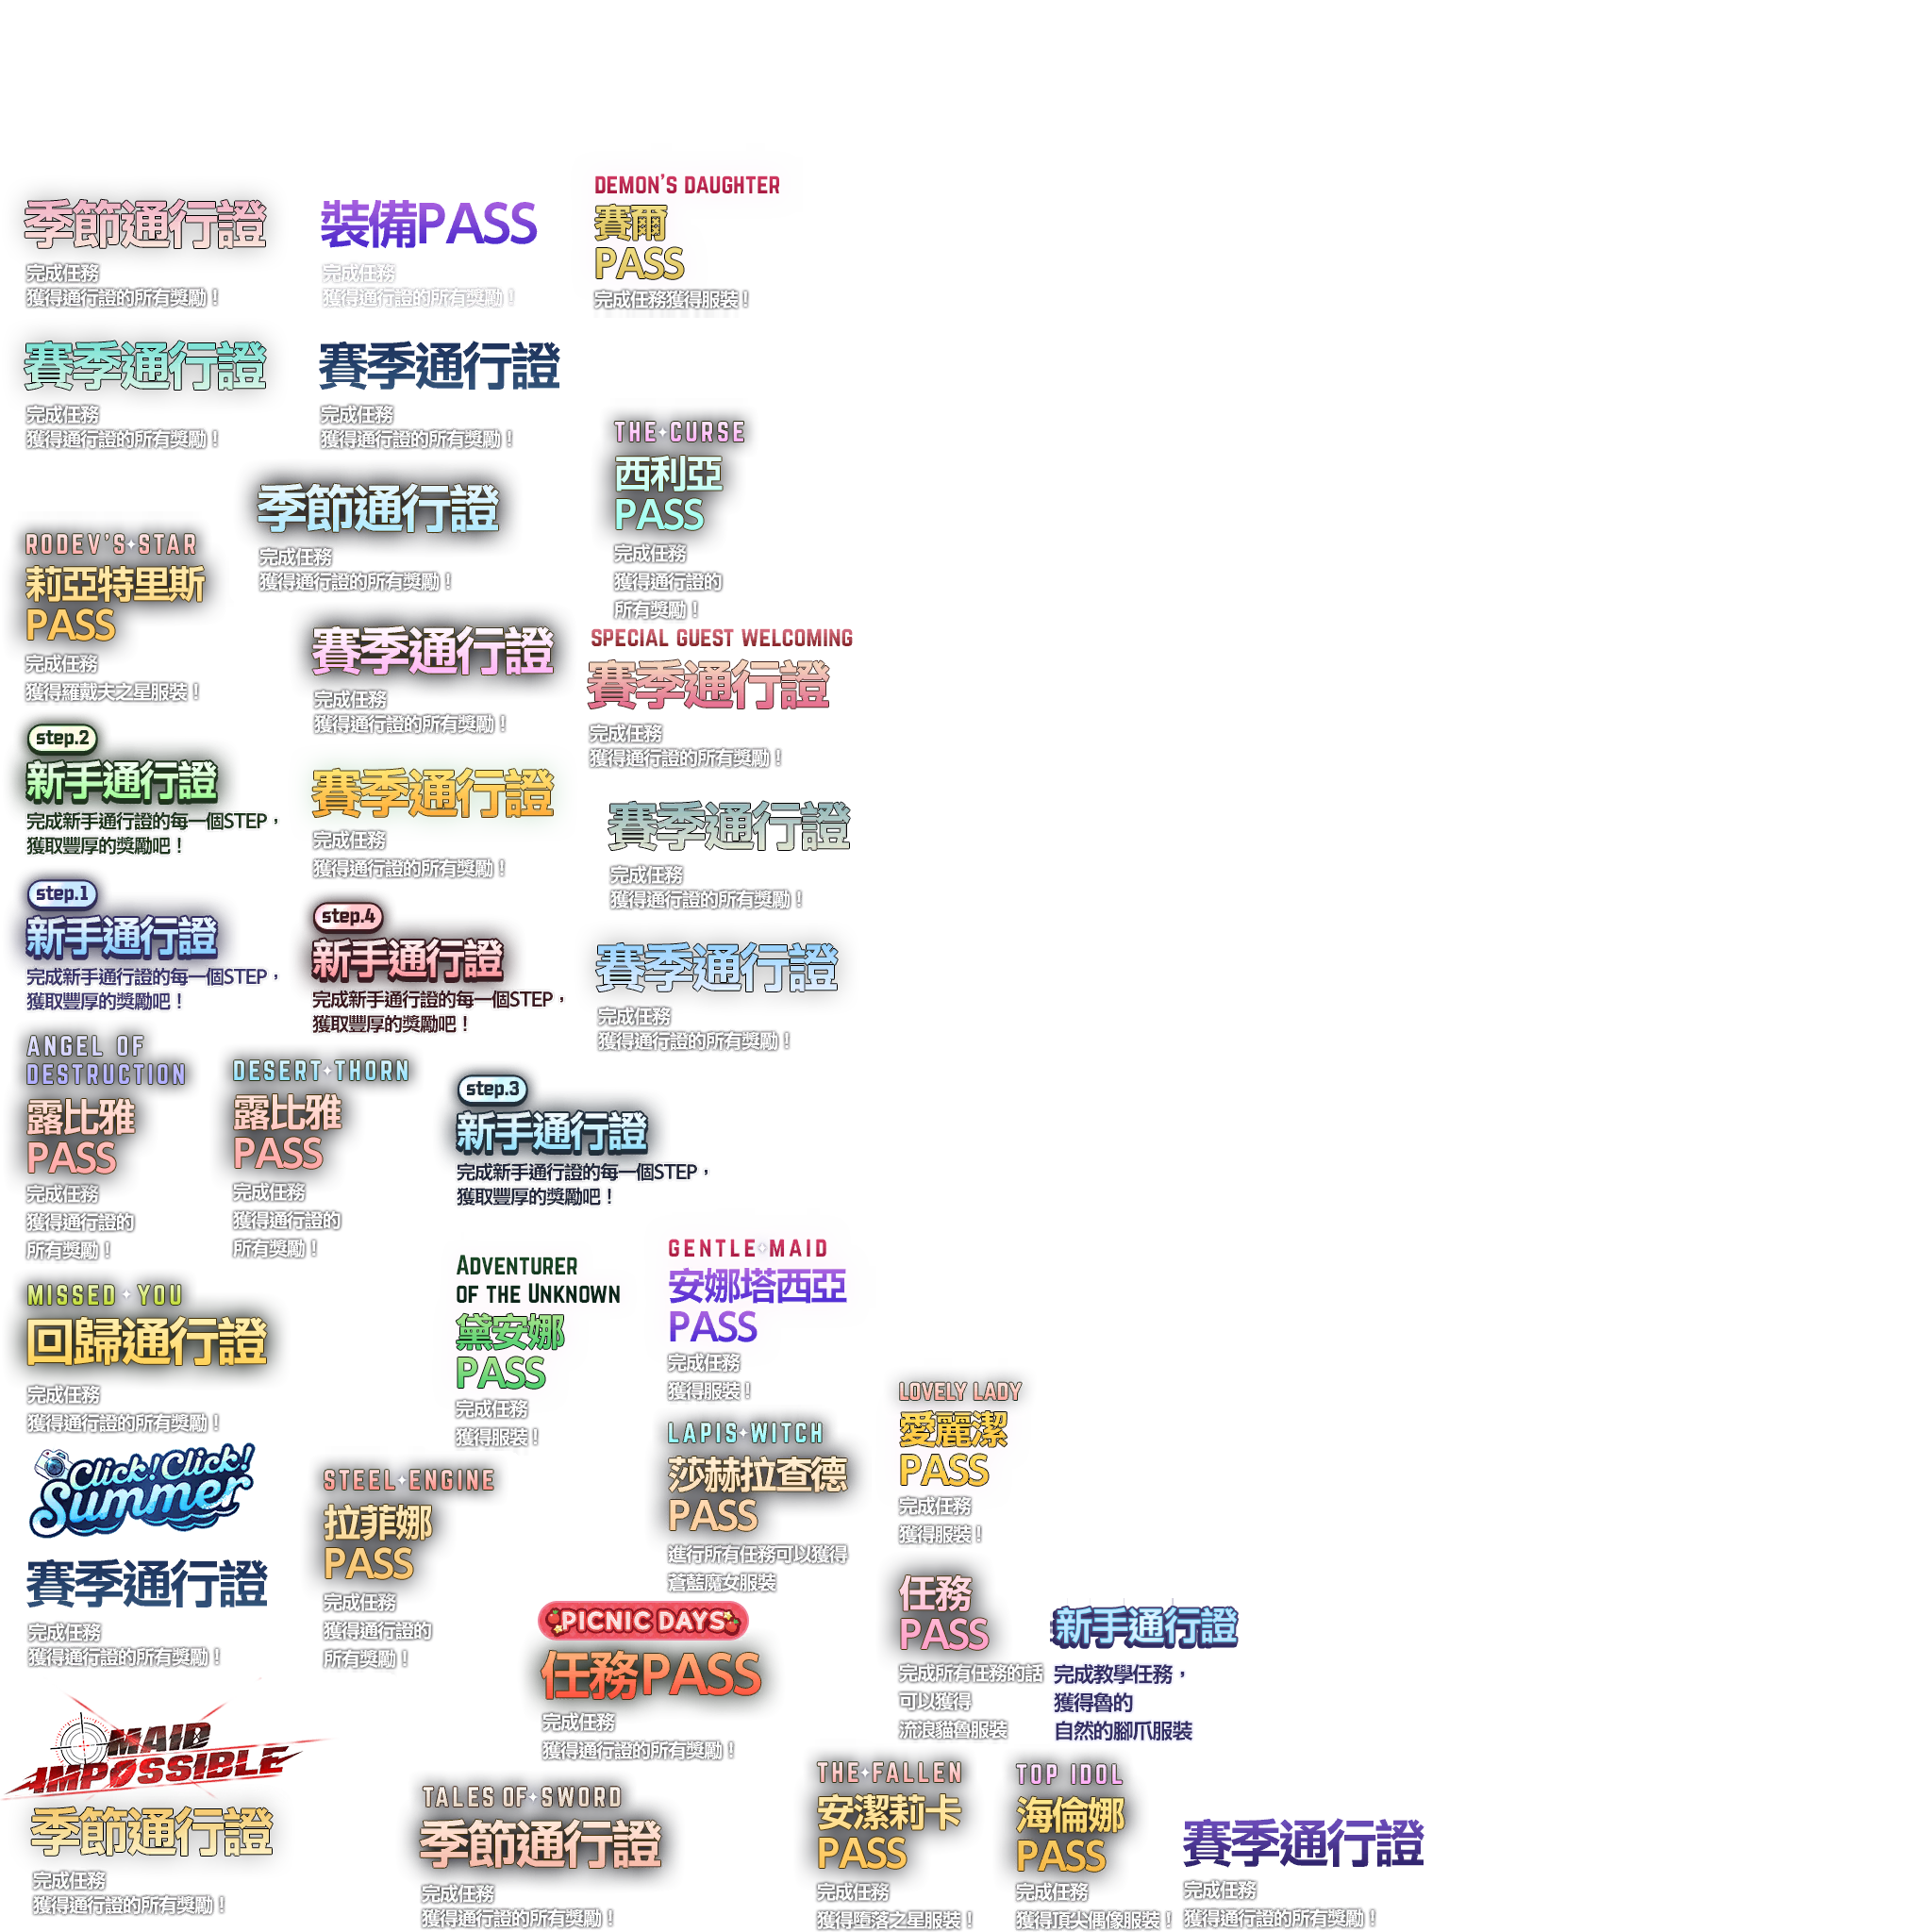 季節通行證
完成任務
獲得通行證的所有獎勵！
裝備PASS
完成任務
獲得通行證的所有獎勵！
DEMON'S DAUGHTER
賽爾
PASS
完成任務獲得服裝！
賽季通行證
完成任務
獲得通行證的所有獎勵！
賽季通行證
完成任務
獲得通行證的所有獎勵！
THE CURSE
西利亞
PASS
完成任務
獲得通行證的
所有獎勵！
季節通行證
完成任務
獲得通行證的所有獎勵！
RODEV'S STAR
莉亞特里斯
PASS
完成任務
獲得羅戴夫之星服裝！
賽季通行證
完成任務
獲得通行證的所有獎勵！
SPECIAL GUEST WELCOMING
賽季通行證
完成任務
獲得通行證的所有獎勵！
step.2
新手通行證
完成新手通行證的每一個STEP，
獲取豐厚的獎勵吧！
賽季通行證
完成任務
獲得通行證的所有獎勵！
賽季通行證
完成任務
獲得通行證的所有獎勵！
step.1
新手通行證
完成新手通行證的每一個STEP，
獲取豐厚的獎勵吧！
step.4
新手通行證
完成新手通行證的每一個STEP，
獲取豐厚的獎勵吧！
賽季通行證
完成任務
獲得通行證的所有獎勵！
ANGEL OF
DESTRUCTION
露比雅
PASS
完成任務
獲得通行證的
所有獎勵！
DESERT THORN
露比雅
PASS
完成任務
獲得通行證的
所有獎勵！
step.3
新手通行證
完成新手通行證的每一個STEP，
獲取豐厚的獎勵吧！
ADVENTURER
OF THE UNKNOWN
黛安娜
PASS
完成任務
獲得服裝！
GENTLE MAID
安娜塔西亞
PASS
完成任務
獲得服裝！
MISSED YOU
回歸通行證
完成任務
獲得通行證的所有獎勵！
LOVELY LADY
愛麗潔
PASS
完成任務
獲得服裝！
LAPIS WITCH
莎赫拉查德
PASS
進行所有任務可以獲得
蒼藍魔女服裝
Click! Click!
Summer
賽季通行證
完成任務
獲得通行證的所有獎勵！
STEEL ENGINE
拉菲娜
PASS
完成任務
獲得通行證的
所有獎勵！
PICNIC DAYS
任務PASS
完成任務
獲得通行證的所有獎勵！
任務
PASS
完成所有任務的話
可以獲得
流浪貓魯服裝
新手通行證
完成教學任務，
獲得魯的
自然的腳爪服裝
MAID
IMPOSSIBLE
季節通行證
完成任務
獲得通行證的所有獎勵！
TALES OF SWORD
季節通行證
完成任務
獲得通行證的所有獎勵！
THE FALLEN
安潔莉卡
PASS
完成任務
獲得墮落之星服裝！
TOP IDOL
海倫娜
PASS
完成任務
獲得頂尖偶像服裝！
賽季通行證
完成任務
獲得通行證的所有獎勵！